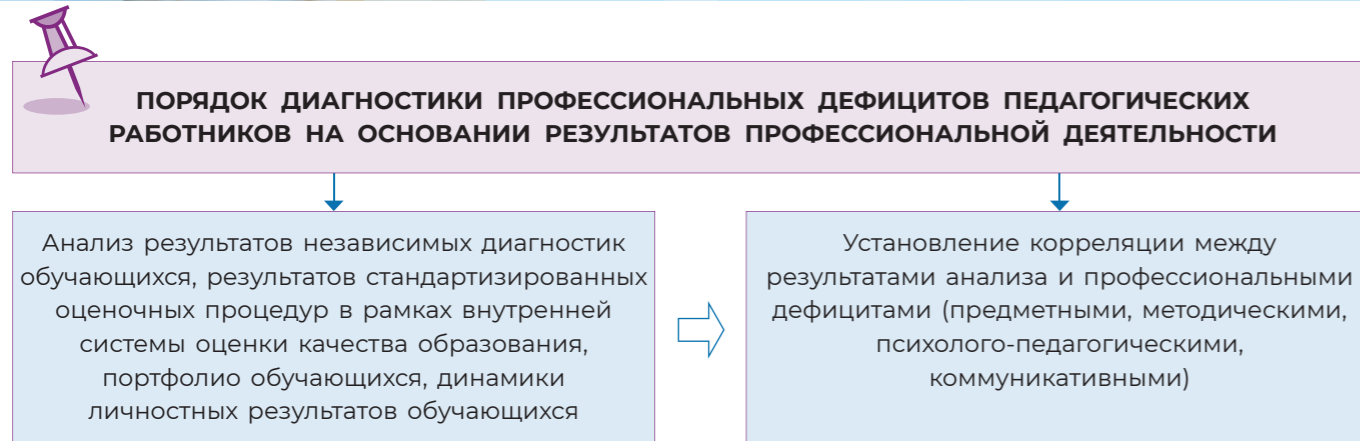 ПОРЯДОК ДИАГНОСТИКИ ПРОФЕССИОНАЛЬНЫХ ДЕФИЦИТОВ ПЕДАГОГИЧЕСКИХ
РАБОТНИКОВ НА ОСНОВАНИИ РЕЗУЛЬТАТОВ ПРОФЕССИОНАЛЬНОЙ ДЕЯТЕЛЬНОСТИ
Анализ результатов независимых диагностик
обучающихся, результатов стандартизированных
оценочных процедур в рамках внутренней
системы оценки качества образования,
портфолио обучающихся, динамики
личностных результатов обучающихся
Установление корреляции между
результатами анализа и профессиональными
дефицитами (предметными, методическими,
психолого-педагогическими,
коммуникативными)